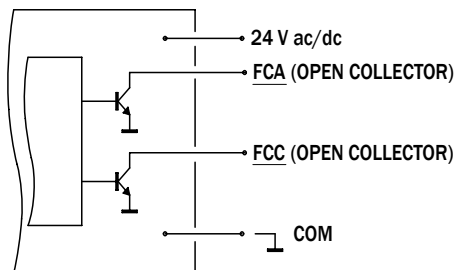 24 V ac/dc
FCA (OPEN COLLECTOR)
FCC (OPEN COLLECTOR)
COM